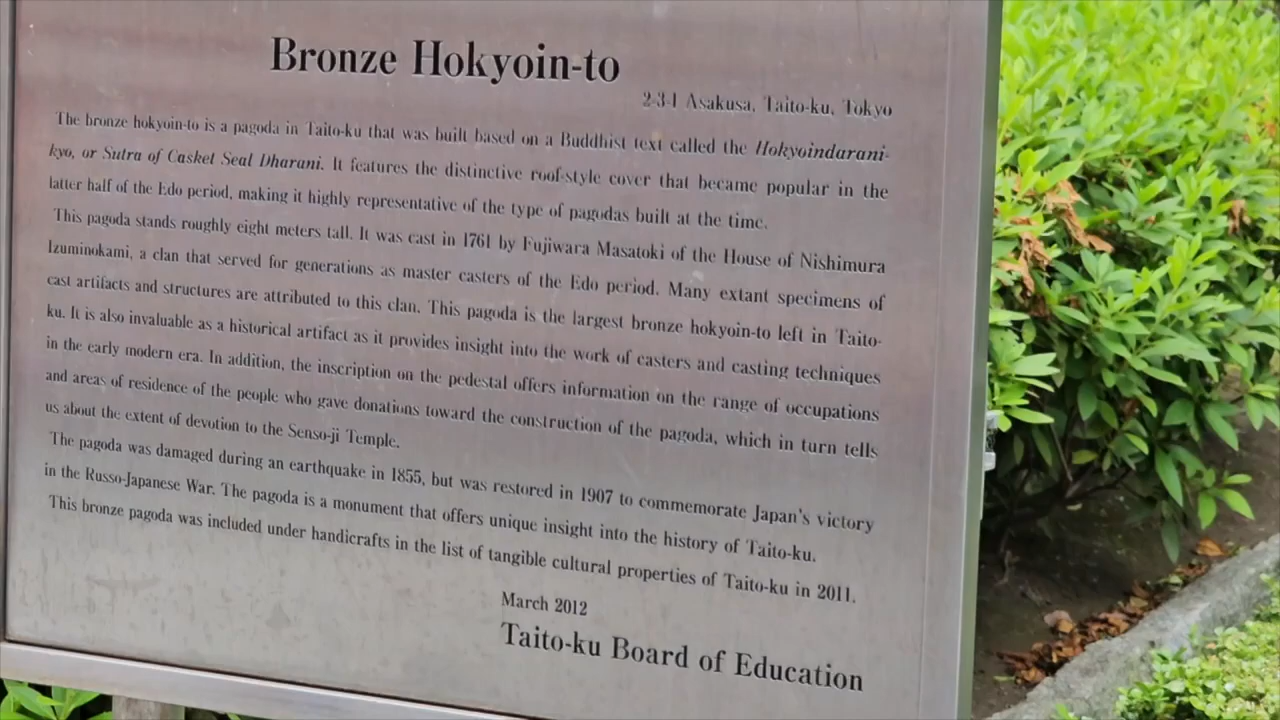 Bronze Hokyoin-to
2-3-1 Asakusa, Taito-ku, Tokyo
The bronze hokyoin-to is a pagoda in Taito-ku that was built based on a Buddhist text called the Hokyoindarani-
kyo, or Sutra of Casket Seal Dharani. It features the distinctive roof-style cover that became popular in the
latter half of the Edo period, making it highly representative of the type of pagodas built at the time.
This pagoda stands roughly eight meters tall. It was cast in 1761 by Fujiwara Masatoki of the House of Nishimura
Izuminokami, a clan that served for generations as master casters of the Edo period. Many extant specimens of
cast artifacts and structures are attributed to this clan. This pagoda is the largest bronze hokyoin-to left in Taito-
ku. It is also invaluable as a historical artifact as it provides insight into the work of casters and casting techniques
in the early modern era. In addition, the inscription on the pedestal offers information on the range of occupations
and areas of residence of the people who gave donations toward the construction of the pagoda, which in turn tells
us about the extent of devotion to the Senso-ji Temple.
The pagoda was damaged during an earthquake in 1855, but was restored in 1907 to commemorate Japan's victory
in the Russo-Japanese War. The pagoda is a monument that offers unique insight into the history of Taito-ku.
This bronze pagoda was included under handicrafts in the list of tangible cultural properties of Taito-ku in 2011.
March 2012
Taito-ku Board of Education